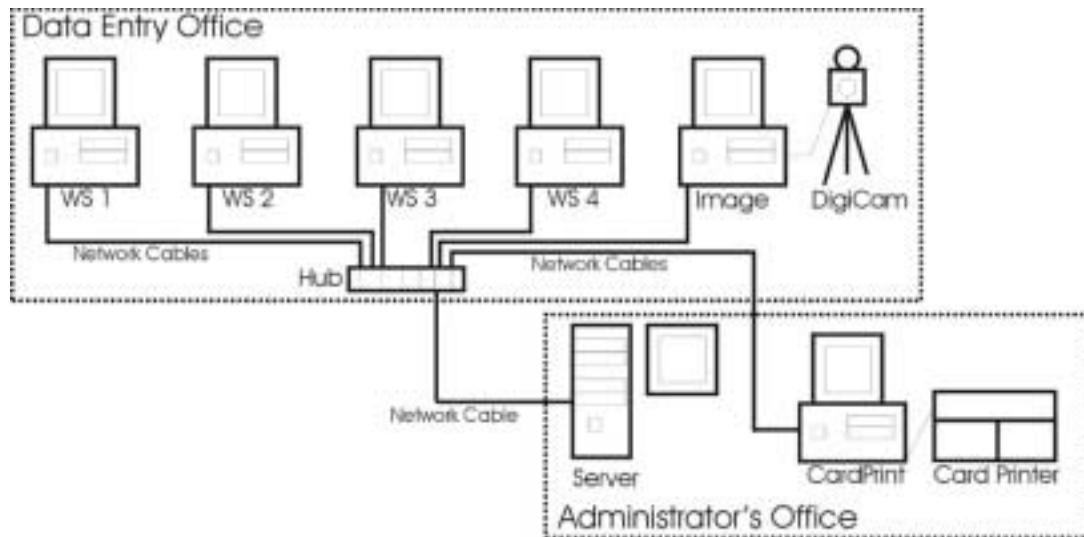 Data Entry Office
WS 1
WS 2
WS 3
WS 4
Image
DigiCam
Network Cables
Hub
Network Cables
Network Cable
Server
CardPrint
Card Printer
Administrator's Office